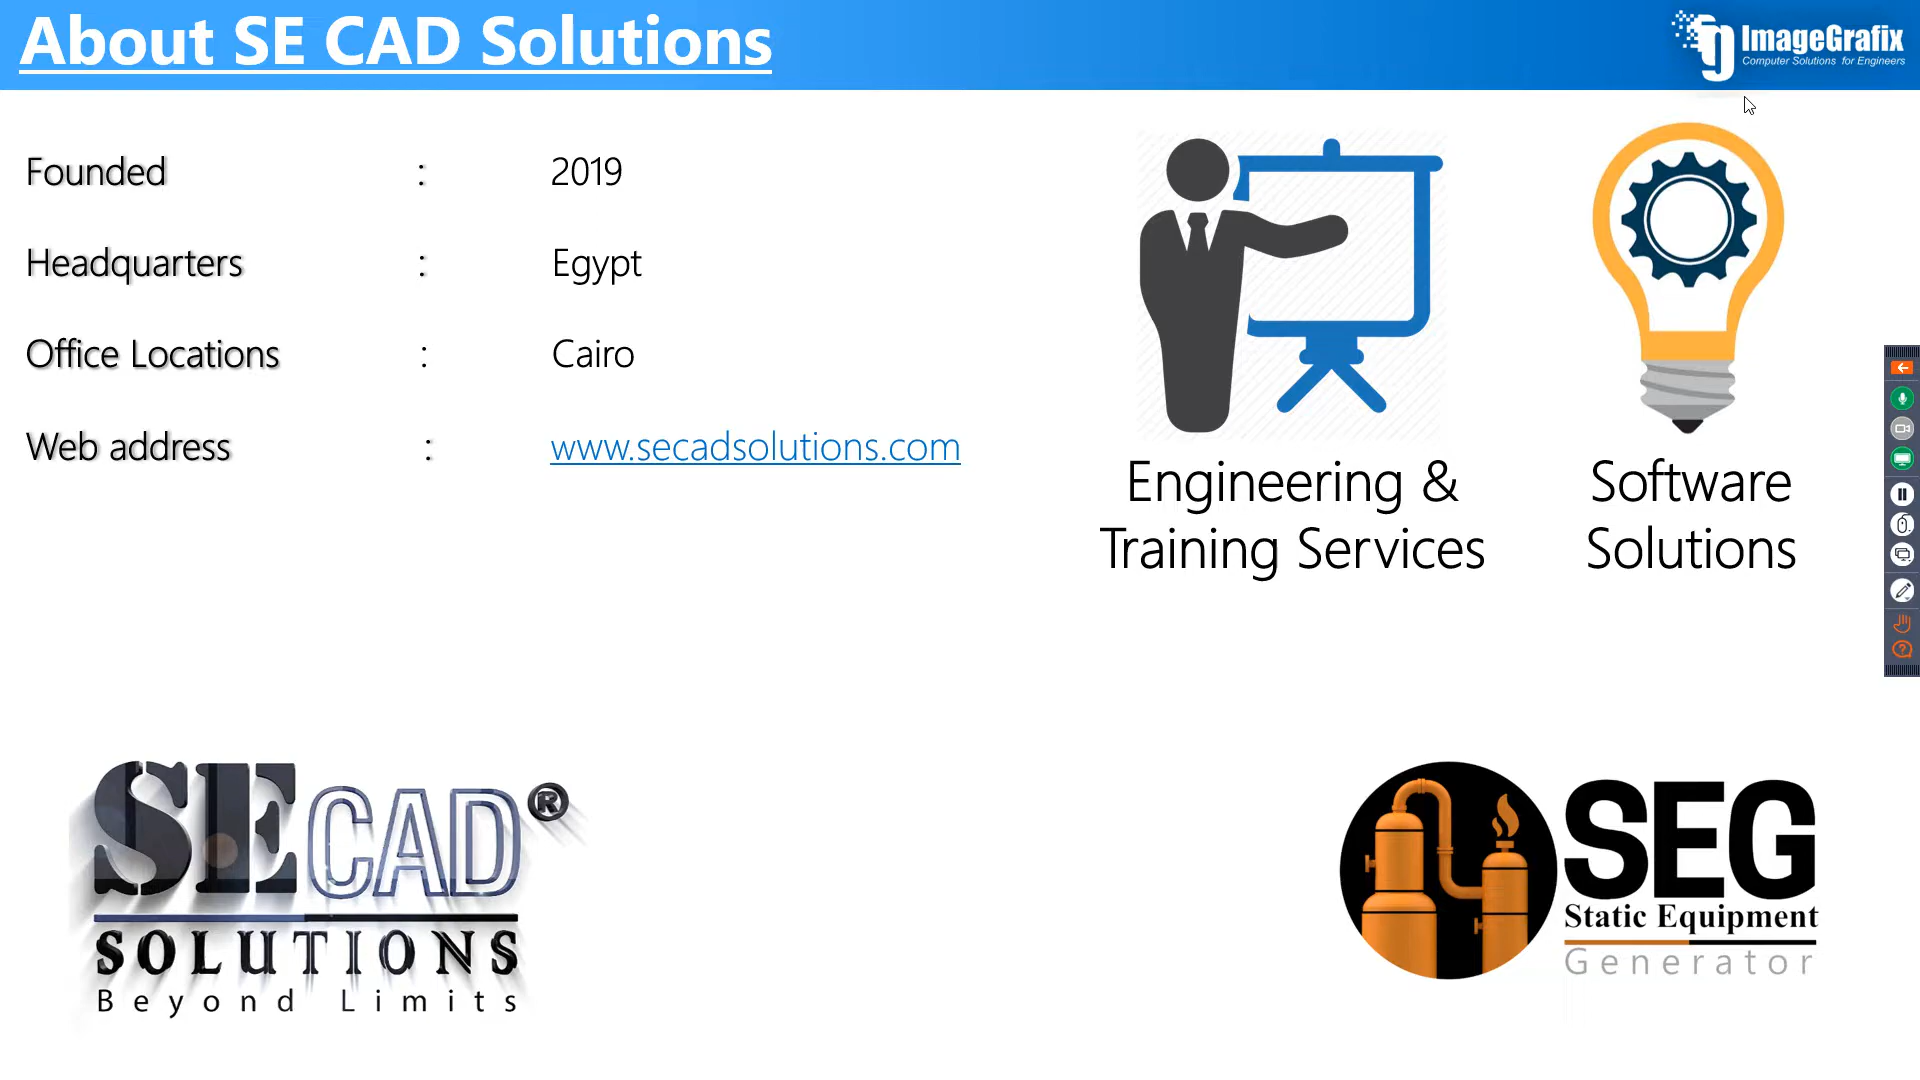 About SE CAD Solutions
ImageGrafix
Computer Solutions for Engineers
Founded : 2019
Headquarters : Egypt
Office Locations : Cairo
Web address : www.secadsolutions.com
Engineering &
Training Services
Software
Solutions
SECAD®
SOLUTIONS
Beyond Limits
SEG
Static Equipment
Generator